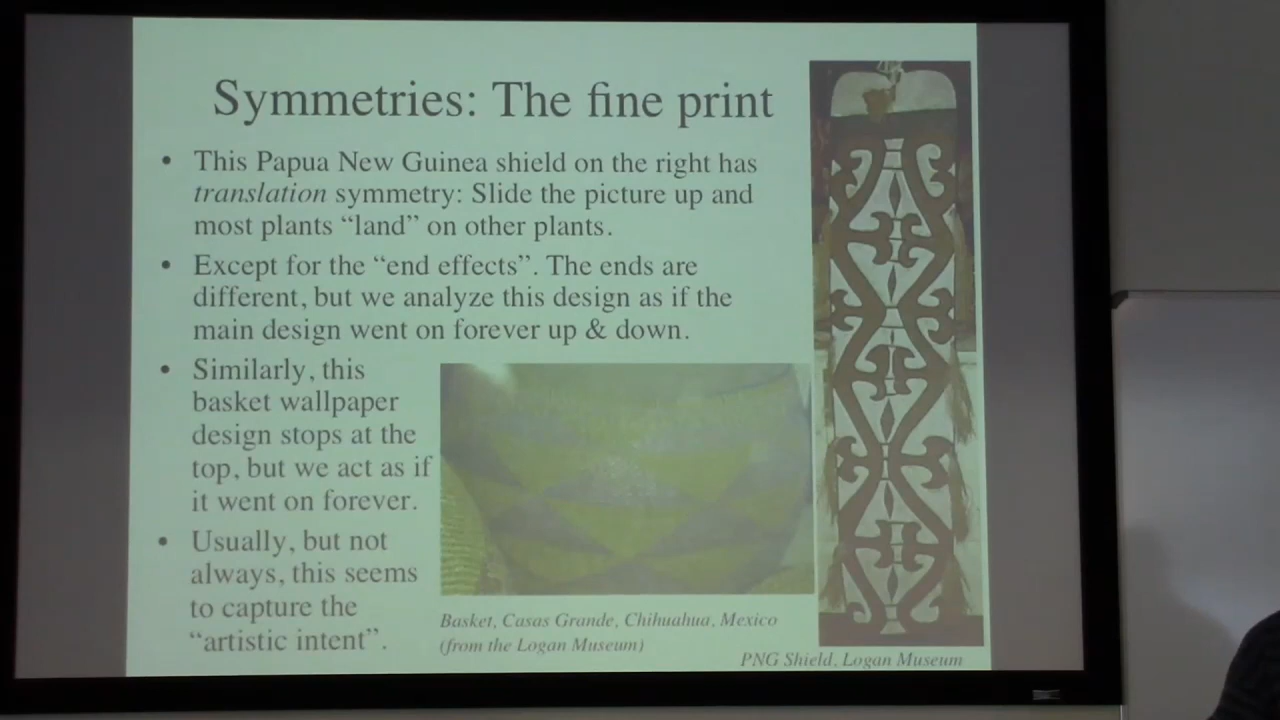 Symmetries: The fine print
• This Papua New Guinea shield on the right has
translation symmetry: Slide the picture up and
most plants “land” on other plants.
• Except for the “end effects”. The ends are
different, but we analyze this design as if the
main design went on forever up & down.
• Similarly, this
basket wallpaper
design stops at the
top, but we act as if
it went on forever.
• Usually, but not
always, this seems
to capture the
“artistic intent”.
Basket, Casas Grande, Chihuahua, Mexico
(from the Logan Museum)
PNG Shield, Logan Museum